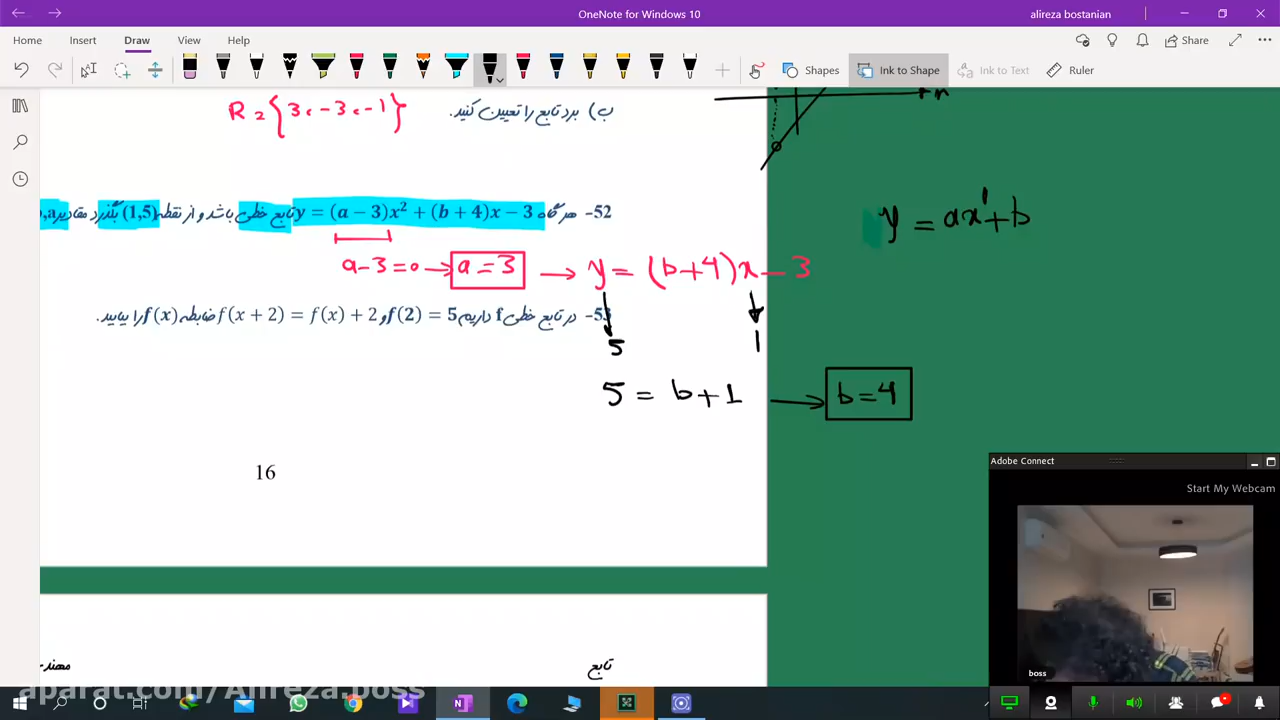 OneNote for Windows 10
alireza bostanian
Home Insert Draw View Help
Share
Shapes Ink to Shape Ink to Text Ruler
ب) برد تابع را تعیین کنید.
R = {3، -3، -1}
52- هرگاه y = (a − 3)x² + (b + 4)x − 3 تابع خطی باشد و از نقطه (1,5) بگذرد مقادیر a,
y = ax¹ + b
a - 3 = 0 → a = 3 → y = (b+4)x - 3
53- در تابع خطی f داریم f(2) = 5 و f(x + 2) = f(x) + 2 ضابطه f(x) را بیابید.
5 1
5 = b + 1 → b = 4
16
Adobe Connect
Start My Webcam
boss
تابع
مهند
aparat.com/Alireza.boss